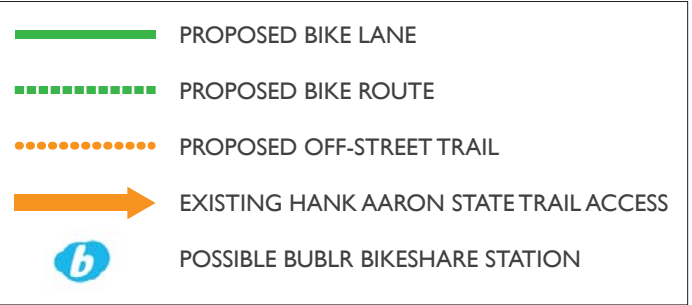 PROPOSED BIKE LANE
PROPOSED BIKE ROUTE
PROPOSED OFF-STREET TRAIL
EXISTING HANK AARON STATE TRAIL ACCESS
b POSSIBLE BUBLR BIKESHARE STATION